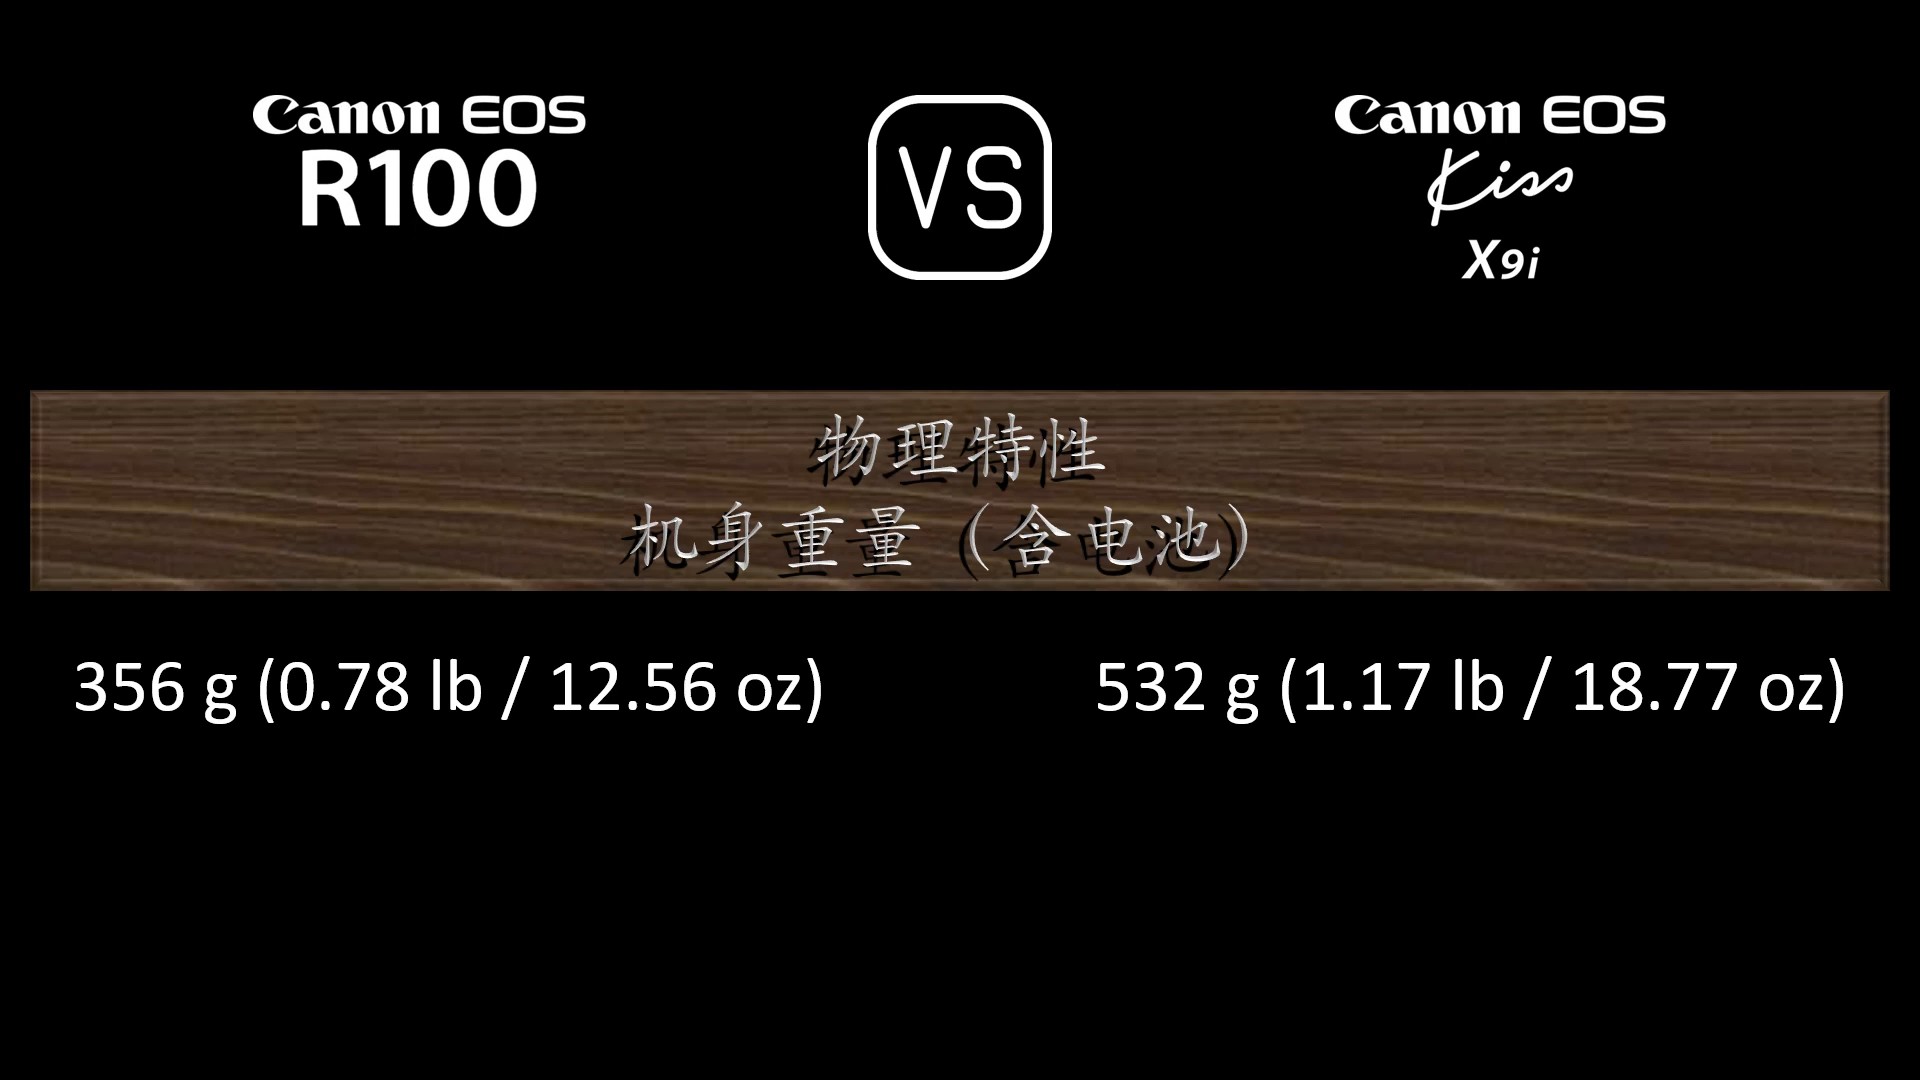 Canon EOS
R100
VS
Canon EOS
Kiss
X9i
物理特性
机身重量（含电池）
356 g (0.78 lb / 12.56 oz)
532 g (1.17 lb / 18.77 oz)